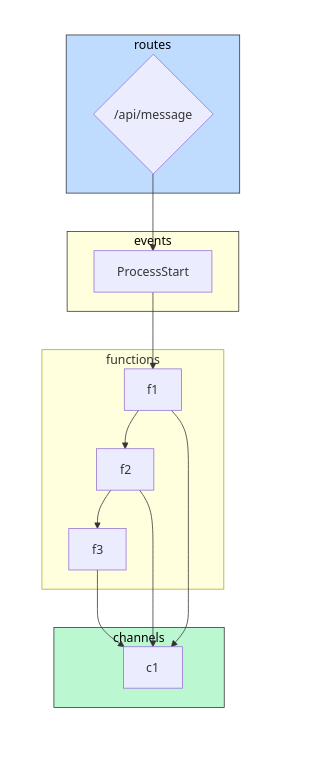 routes
/api/message
events
ProcessStart
functions
f1
f2
f3
channels
c1